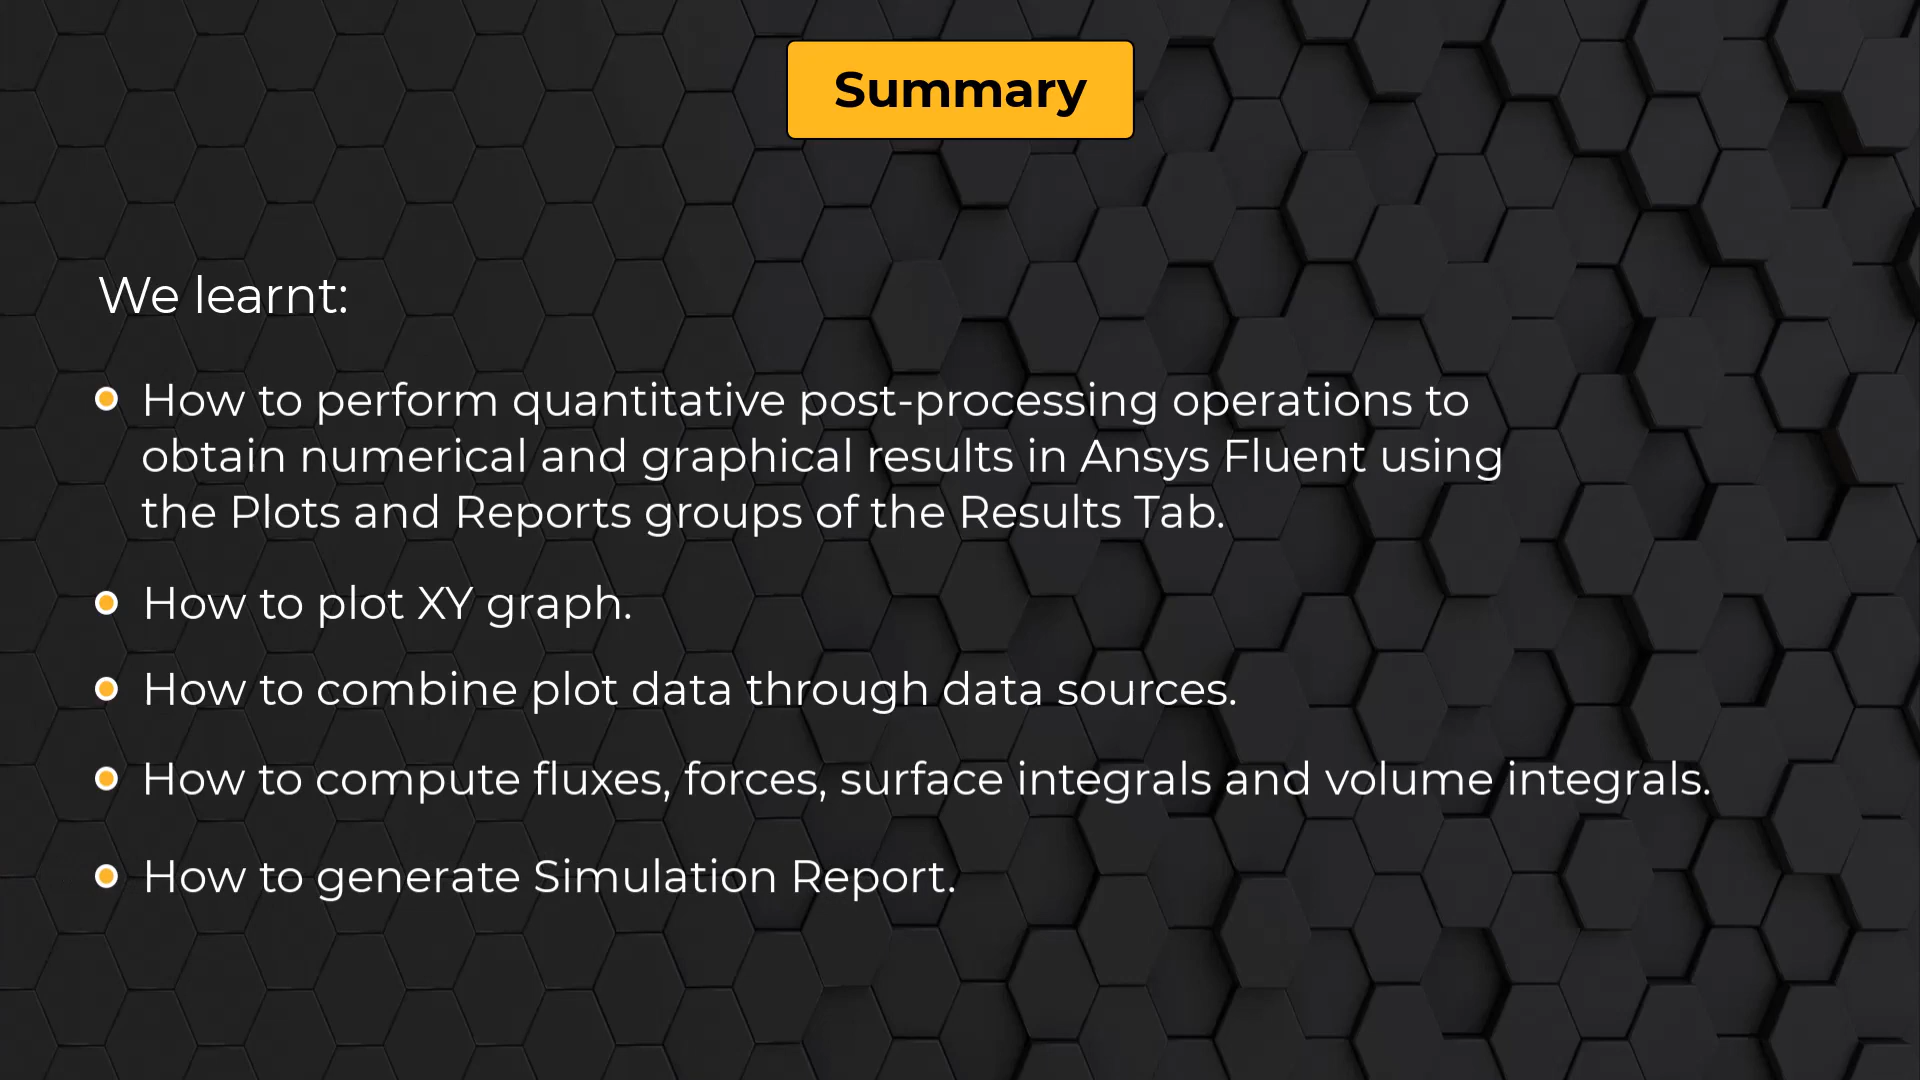 Summary
We learnt:
How to perform quantitative post-processing operations to
obtain numerical and graphical results in Ansys Fluent using
the Plots and Reports groups of the Results Tab.
How to plot XY graph.
How to combine plot data through data sources.
How to compute fluxes, forces, surface integrals and volume integrals.
How to generate Simulation Report.